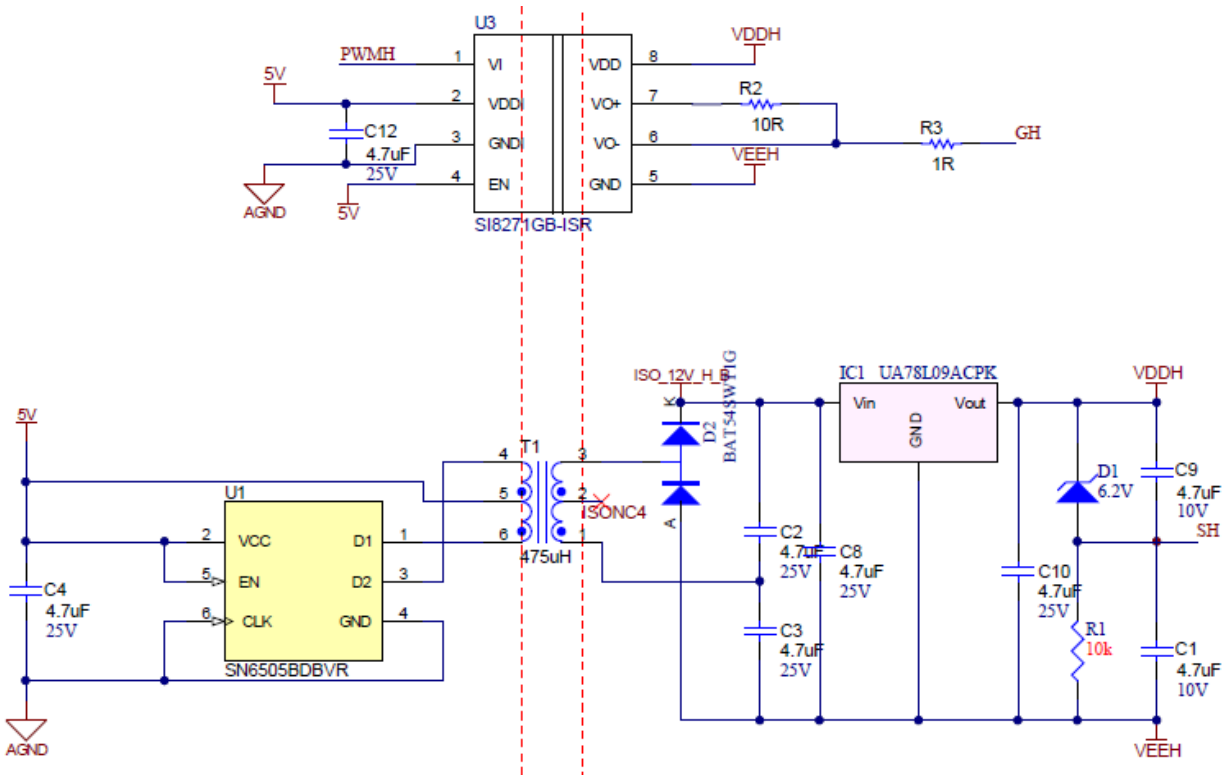 U3
PWMH
1
VI
VDD
8
VDDH
5V
2
VDDI
VO+
7
R2
10R
C12
4.7uF
25V
3
GNDI
VO-
6
R3
1R
GH
AGND
5V
4
EN
GND
5
VEEH
SI8271GB-ISR
ISO_12V_H_B
K
D2
BAT54SWT1G
A
IC1 UA78L09ACPK
Vin
Vout
GND
VDDH
5V
U1
2
VCC
D1
1
5
EN
D2
3
6
CLK
GND
4
SN6505BDBVR
C4
4.7uF
25V
AGND
T1
4
3
5
2
6
1
ISONC4
475uH
C2
4.7uF
25V
C8
4.7uF
25V
C3
4.7uF
25V
C10
4.7uF
25V
D1
6.2V
C9
4.7uF
10V
SH
R1
10k
C1
4.7uF
10V
VEEH